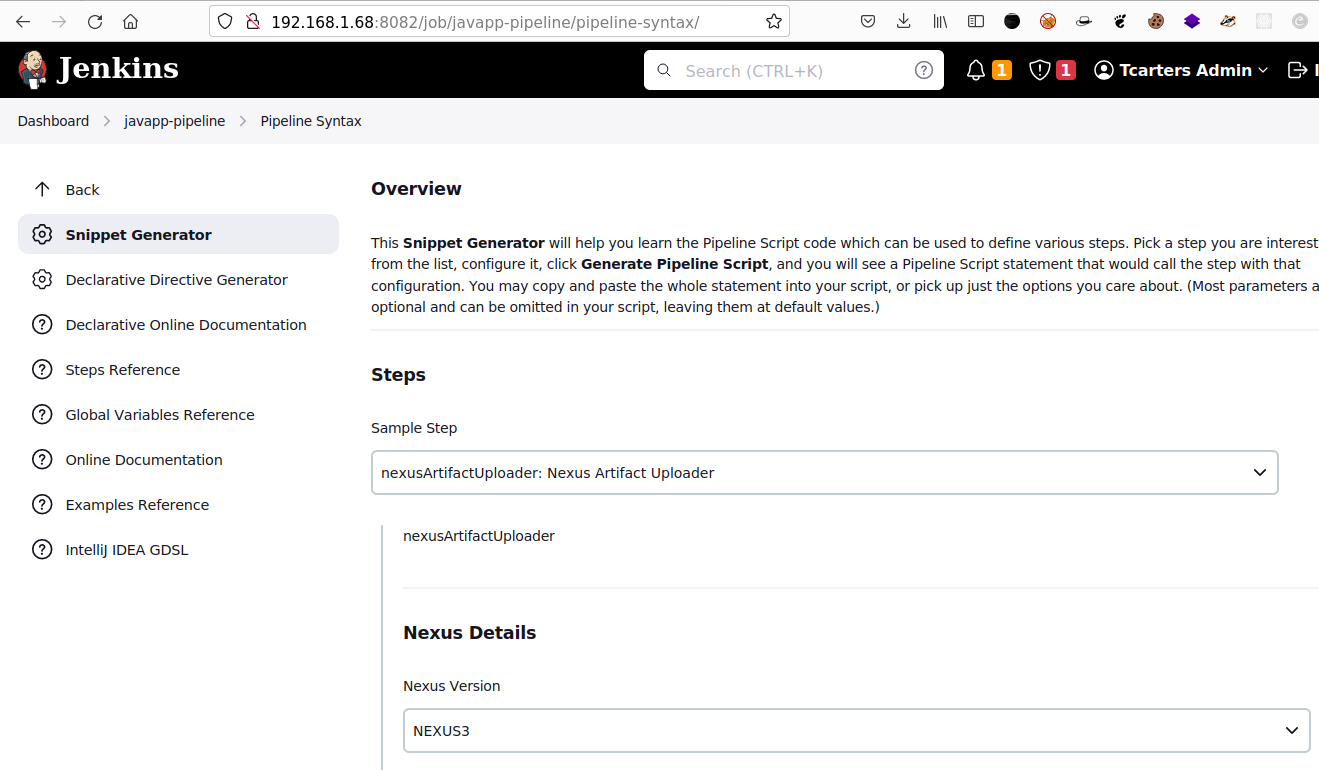 192.168.1.68:8082/job/javapp-pipeline/pipeline-syntax/
Jenkins
Search (CTRL+K)
1
1
Tcarters Admin
Dashboard
javapp-pipeline
Pipeline Syntax
Back
Snippet Generator
Declarative Directive Generator
Declarative Online Documentation
Steps Reference
Global Variables Reference
Online Documentation
Examples Reference
IntelliJ IDEA GDSL
Overview
This Snippet Generator will help you learn the Pipeline Script code which can be used to define various steps. Pick a step you are interest
from the list, configure it, click Generate Pipeline Script, and you will see a Pipeline Script statement that would call the step with that
configuration. You may copy and paste the whole statement into your script, or pick up just the options you care about. (Most parameters a
optional and can be omitted in your script, leaving them at default values.)
Steps
Sample Step
nexusArtifactUploader: Nexus Artifact Uploader
nexusArtifactUploader
Nexus Details
Nexus Version
NEXUS3